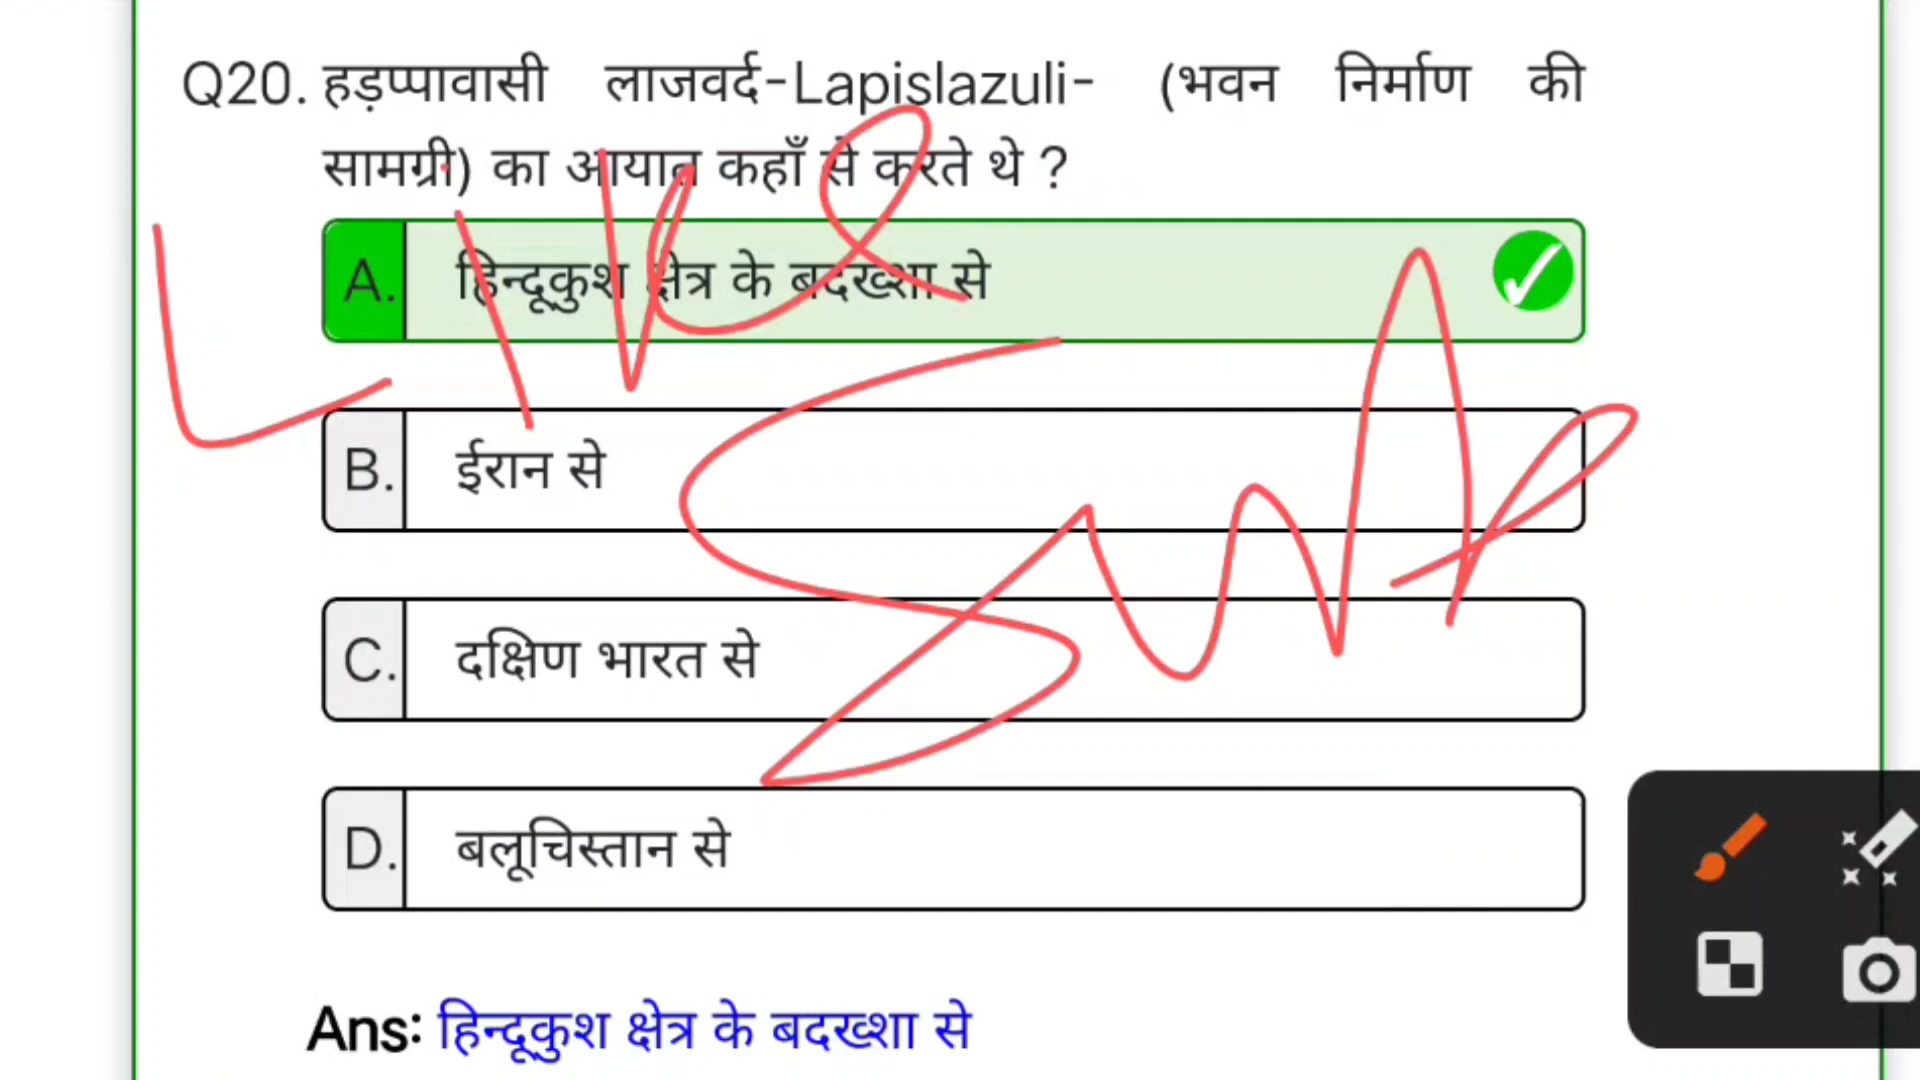 Q20. हड़प्पावासी लाजवर्द-Lapislazuli- (भवन निर्माण की
सामग्री) का आयात कहाँ से करते थे ?
A. हिन्दूकुश क्षेत्र के बदख्शा से
B. ईरान से
C. दक्षिण भारत से
D. बलूचिस्तान से
Ans: हिन्दूकुश क्षेत्र के बदख्शा से